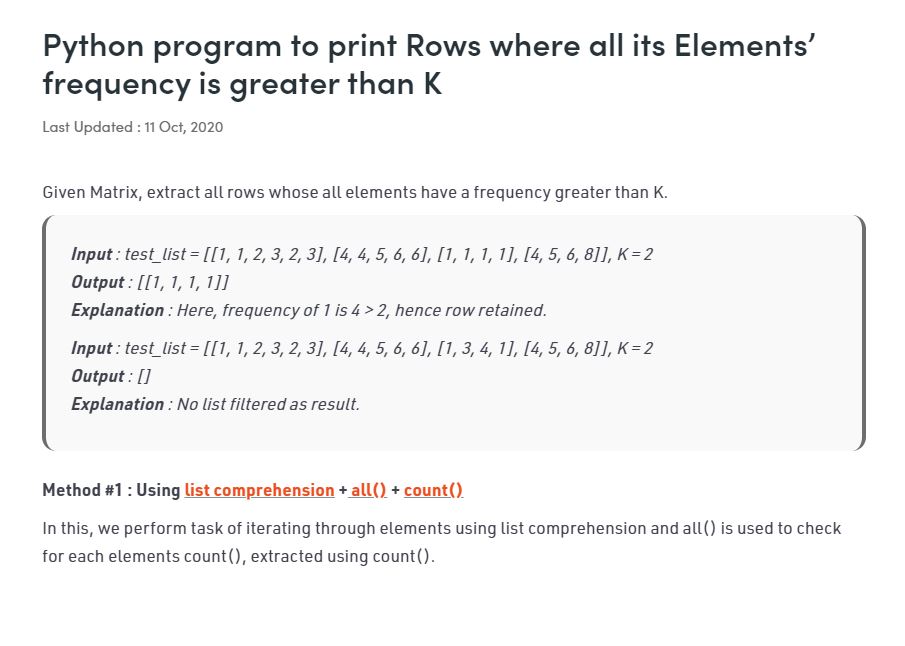 Python program to print Rows where all its Elements’
frequency is greater than K
Last Updated : 11 Oct, 2020
Given Matrix, extract all rows whose all elements have a frequency greater than K.
Input : test_list = [[1, 1, 2, 3, 2, 3], [4, 4, 5, 6, 6], [1, 1, 1, 1], [4, 5, 6, 8]], K = 2
Output : [[1, 1, 1, 1]]
Explanation : Here, frequency of 1 is 4 > 2, hence row retained.
Input : test_list = [[1, 1, 2, 3, 2, 3], [4, 4, 5, 6, 6], [1, 3, 4, 1], [4, 5, 6, 8]], K = 2
Output : []
Explanation : No list filtered as result.
Method #1 : Using list comprehension + all() + count()
In this, we perform task of iterating through elements using list comprehension and all() is used to check
for each elements count(), extracted using count().